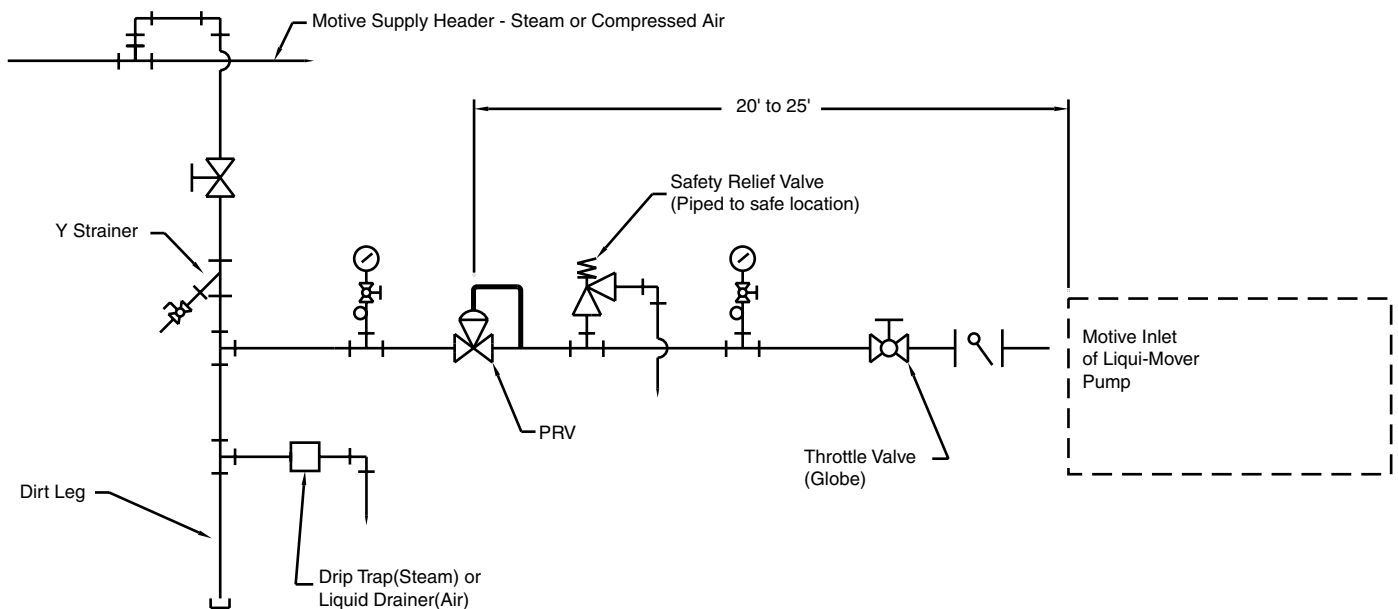 Motive Supply Header - Steam or Compressed Air
20' to 25'
Safety Relief Valve
(Piped to safe location)
Y Strainer
Motive Inlet
of Liqui-Mover
Pump
PRV
Throttle Valve
(Globe)
Dirt Leg
Drip Trap(Steam) or
Liquid Drainer(Air)